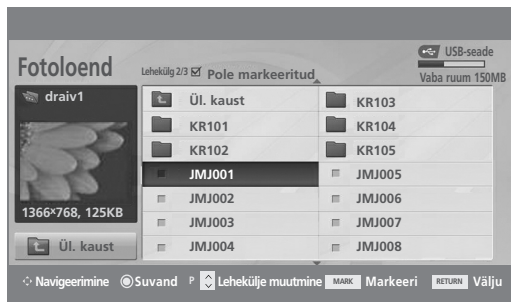 USB-seade
Fotoloend
Lehekülg 2/3 Pole markeeritud
Vaba ruum 150MB
draiv1
1366x768, 125KB
Ül. kaust
Ül. kaust KR103
KR101 KR104
KR102 KR105
JMJ001 JMJ005
JMJ002 JMJ006
JMJ003 JMJ007
JMJ004 JMJ008
Navigeerimine Suvand P Lehekülje muutmine MARK Markeeri RETURN Välju